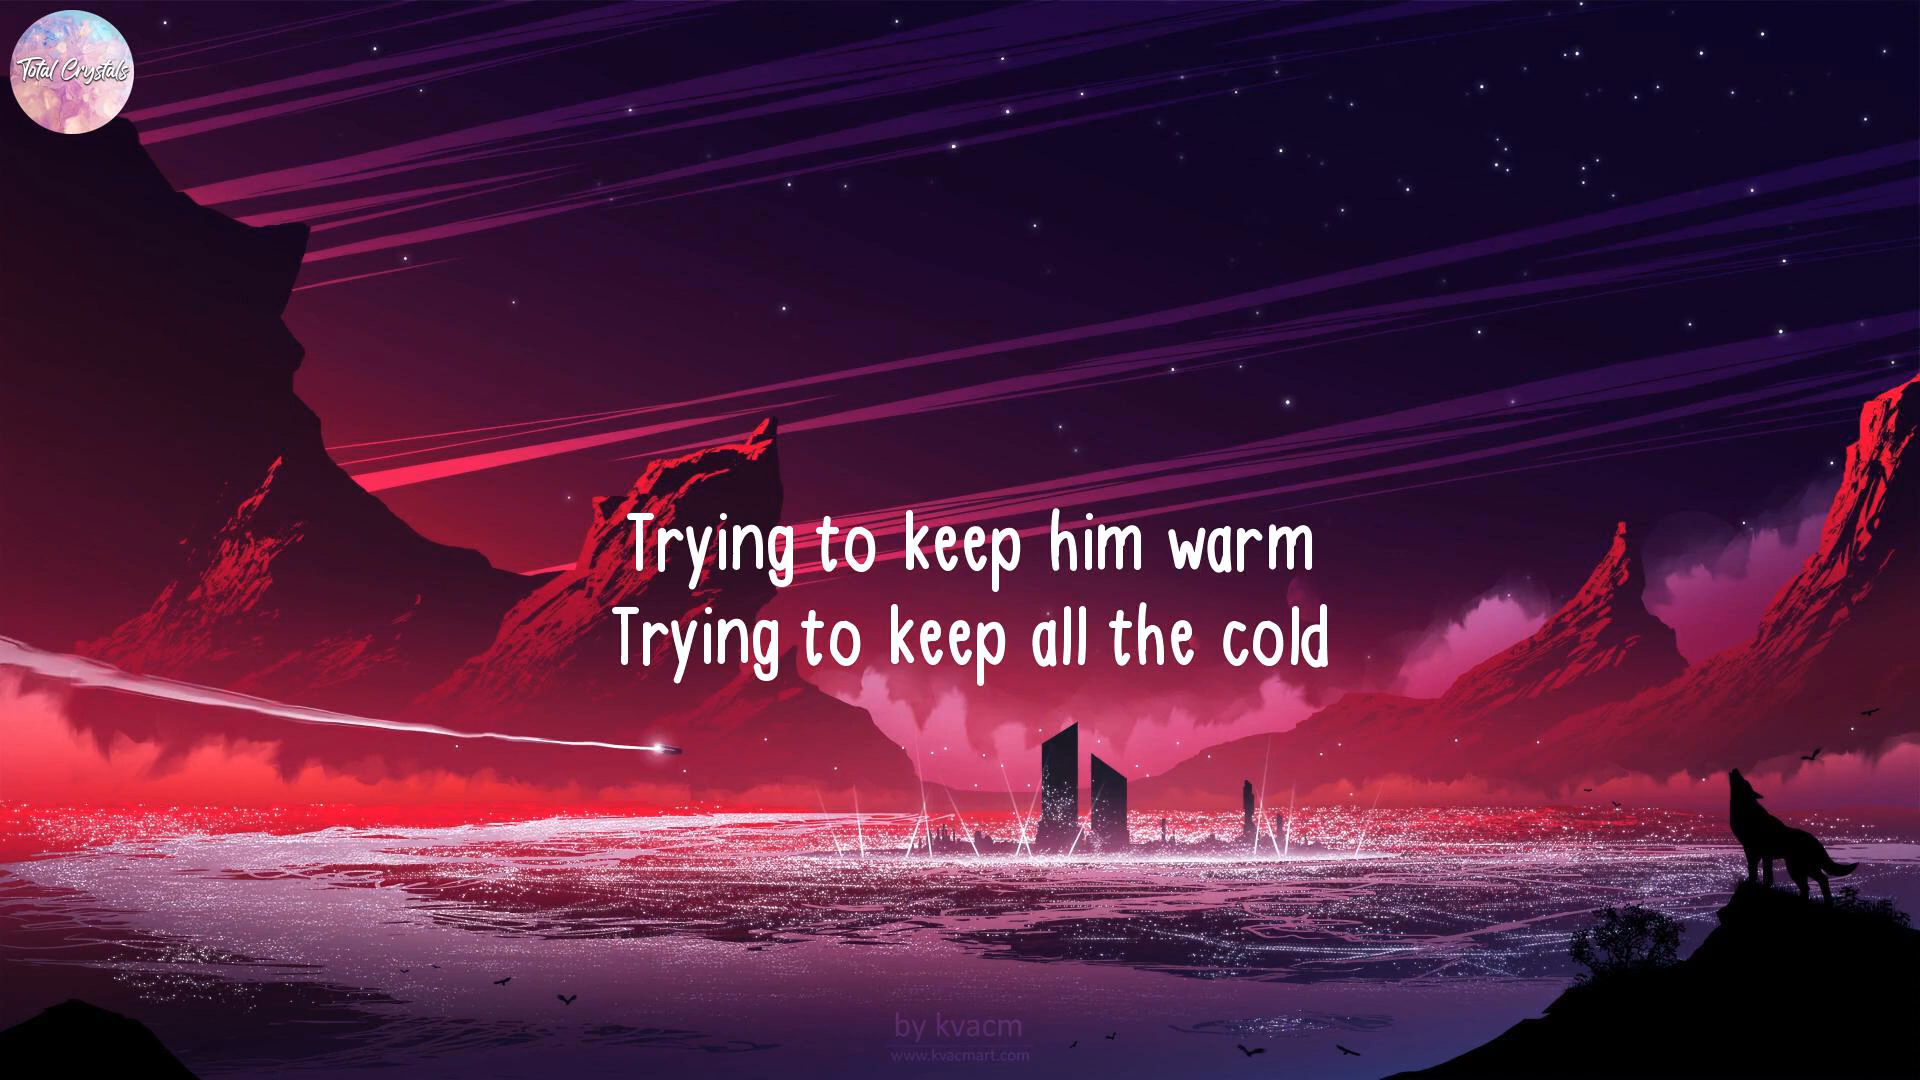 Total Crystals
Trying to keep him warm
Trying to keep all the cold
by kvacm
www.kvacmart.com